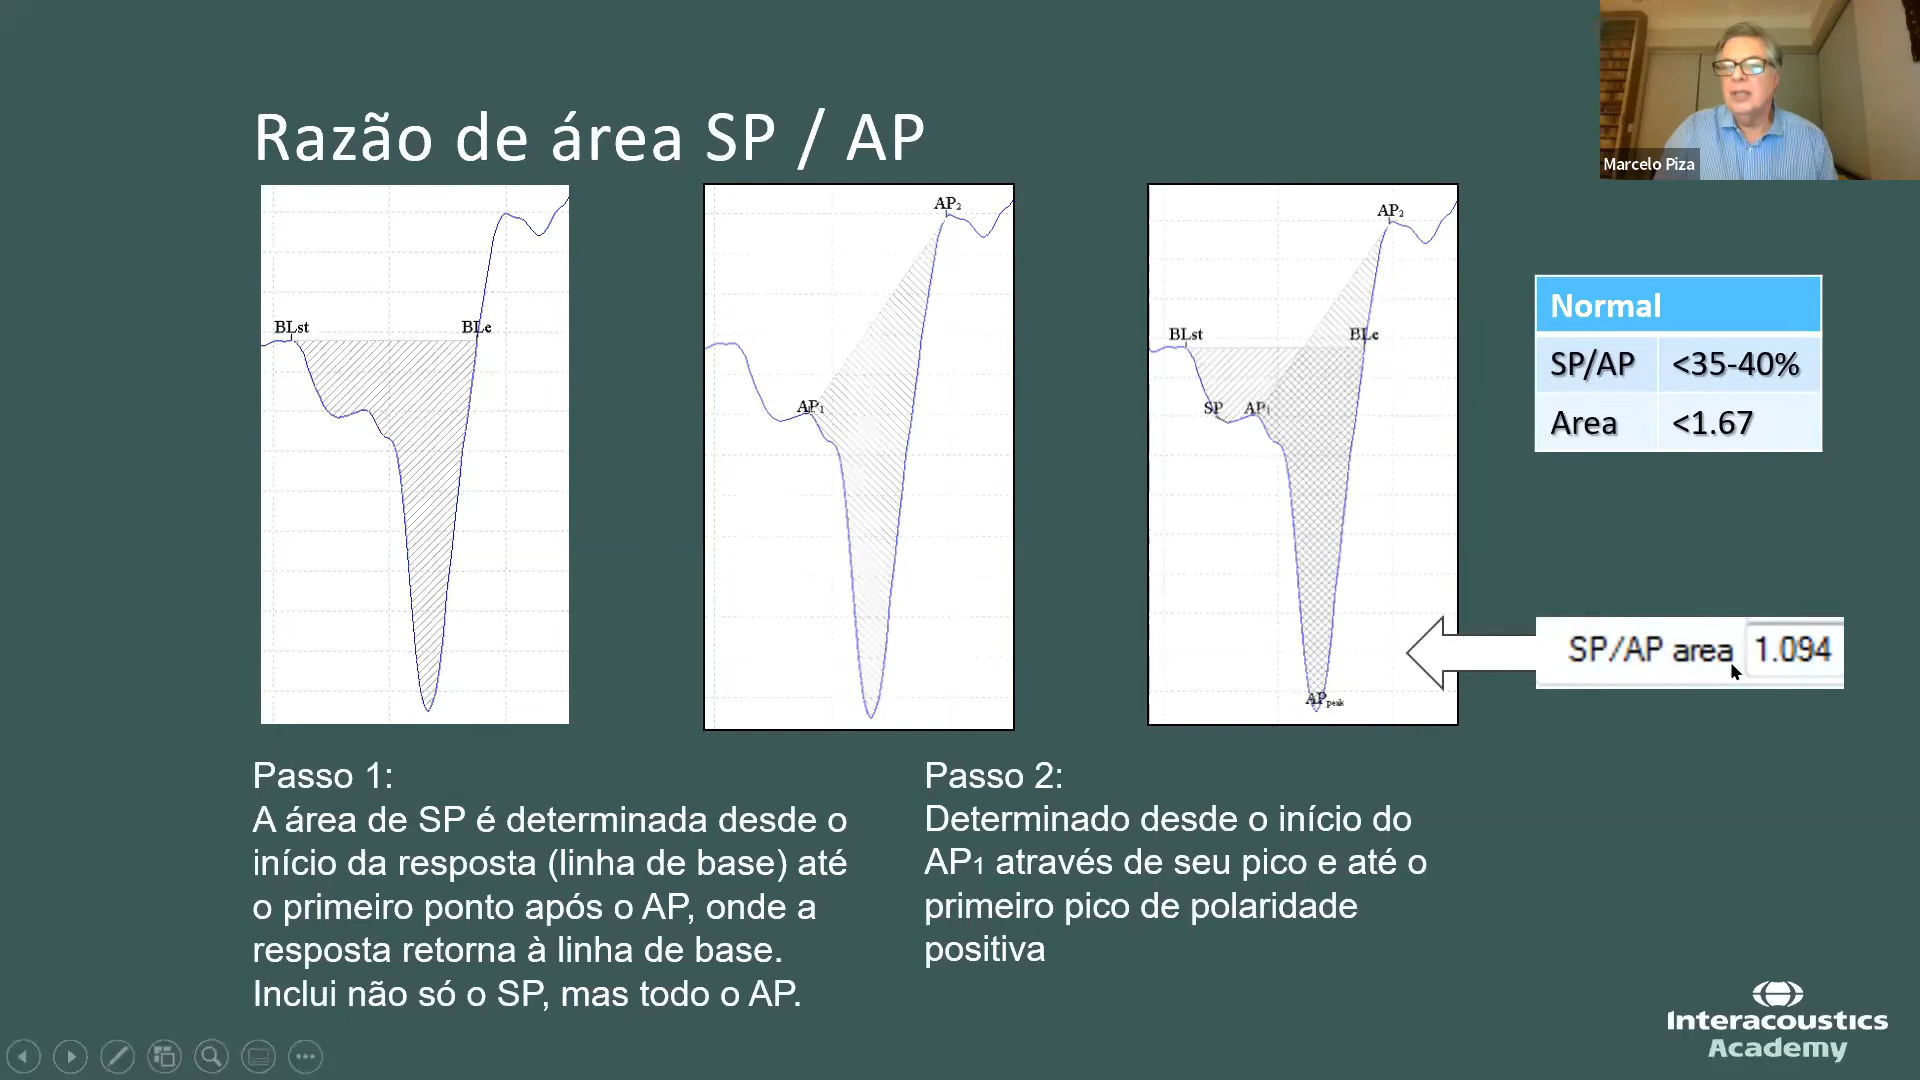 Marcelo Piza
Razão de área SP / AP
BLst
BLe
AP₂
AP₁
AP₂
BLst
BLe
SP
AP₁
AP peak
Normal
SP/AP <35-40%
Area <1.67
SP/AP area 1.094
Passo 1:
A área de SP é determinada desde o
início da resposta (linha de base) até
o primeiro ponto após o AP, onde a
resposta retorna à linha de base.
Inclui não só o SP, mas todo o AP.
Passo 2:
Determinado desde o início do
AP1 através de seu pico e até o
primeiro pico de polaridade
positiva
Interacoustics
Academy